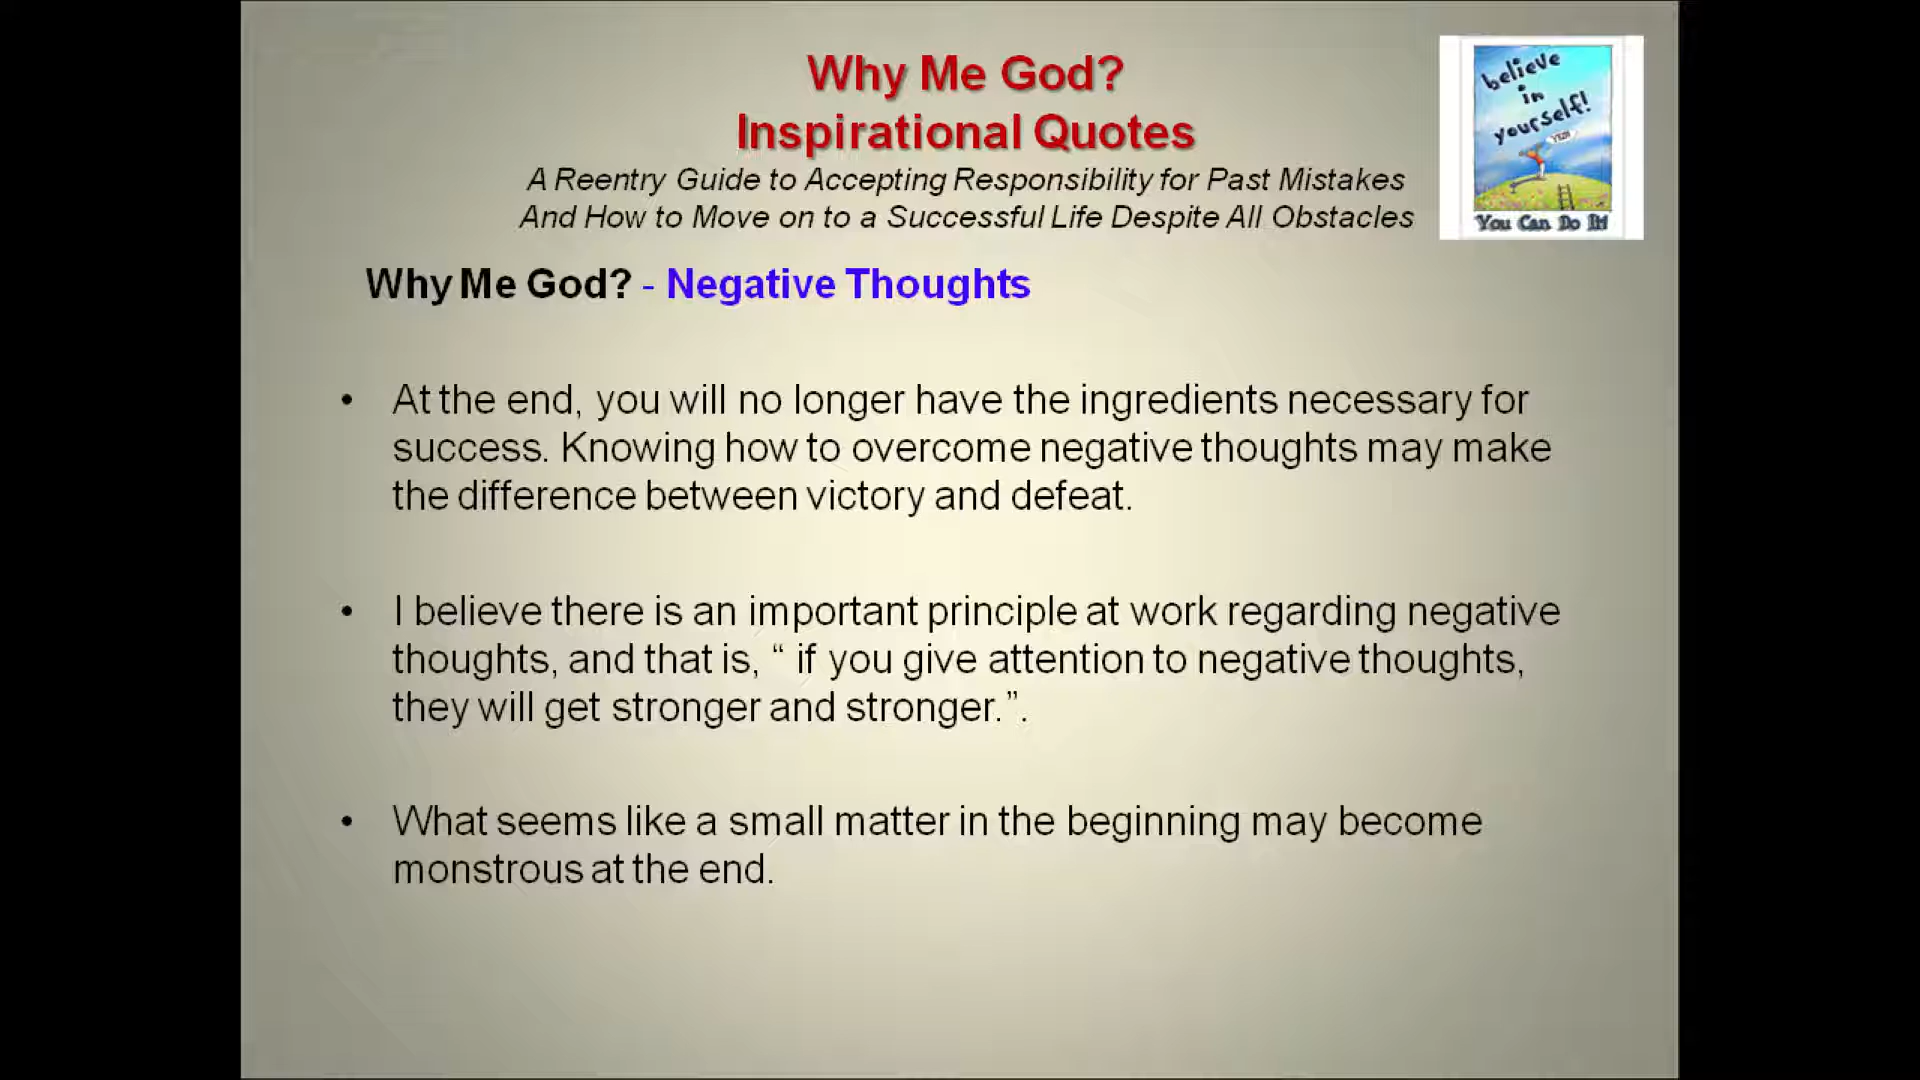 Why Me God?
Inspirational Quotes
A Reentry Guide to Accepting Responsibility for Past Mistakes
And How to Move on to a Successful Life Despite All Obstacles
believe
in
yourself!
You Can Do It!
Why Me God? - Negative Thoughts
• At the end, you will no longer have the ingredients necessary for
success. Knowing how to overcome negative thoughts may make
the difference between victory and defeat.
• I believe there is an important principle at work regarding negative
thoughts, and that is, “ if you give attention to negative thoughts,
they will get stronger and stronger.”.
• What seems like a small matter in the beginning may become
monstrous at the end.